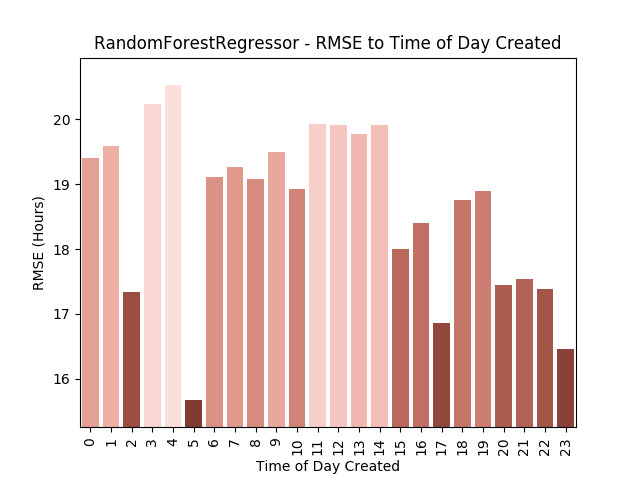 RandomForestRegressor - RMSE to Time of Day Created
RMSE (Hours)
20
19
18
17
16
0 1 2 3 4 5 6 7 8 9 10 11 12 13 14 15 16 17 18 19 20 21 22 23
Time of Day Created